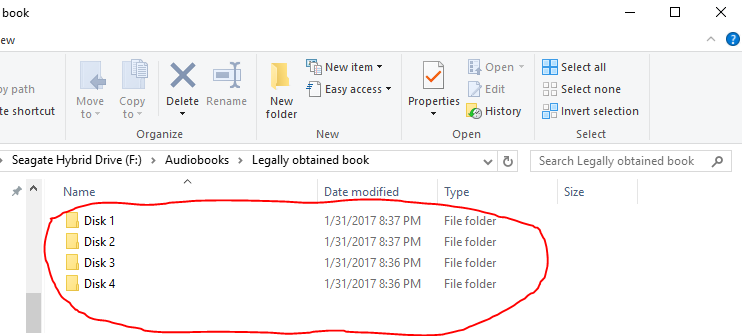 book
ew
y path
te shortcut
Move to
Copy to
Delete
Rename
Organize
New folder
New item
Easy access
New
Properties
Open
Edit
History
Open
Select all
Select none
Invert selection
Select
Seagate Hybrid Drive (F:) > Audiobooks > Legally obtained book
Search Legally obtained book
Name Date modified Type Size
Disk 1 1/31/2017 8:37 PM File folder
Disk 2 1/31/2017 8:37 PM File folder
Disk 3 1/31/2017 8:36 PM File folder
Disk 4 1/31/2017 8:36 PM File folder